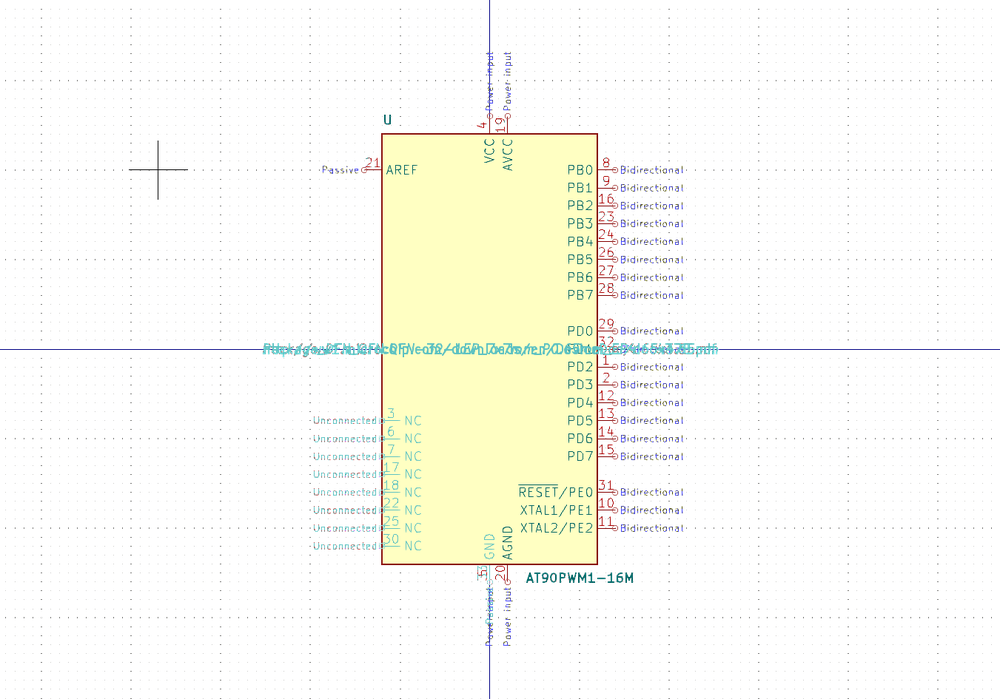 Power input
Power input
U
4
19
VCC
AVCC
Passive 21 AREF
PB0 8 Bidirectional
PB1 9 Bidirectional
PB2 16 Bidirectional
PB3 23 Bidirectional
PB4 24 Bidirectional
PB5 26 Bidirectional
PB6 27 Bidirectional
PB7 28 Bidirectional
PD0 29 Bidirectional
32
PD2 1 Bidirectional
PD3 2 Bidirectional
PD4 12 Bidirectional
Unconnected 3 NC PD5 13 Bidirectional
Unconnected 6 NC PD6 14 Bidirectional
Unconnected 7 NC PD7 15 Bidirectional
Unconnected 17 NC
Unconnected 18 NC RESET/PE0 31 Bidirectional
Unconnected 22 NC XTAL1/PE1 10 Bidirectional
Unconnected 25 NC XTAL2/PE2 11 Bidirectional
Unconnected 30 NC
GND
AGND
20
AT90PWM1-16M
Power input
Power input